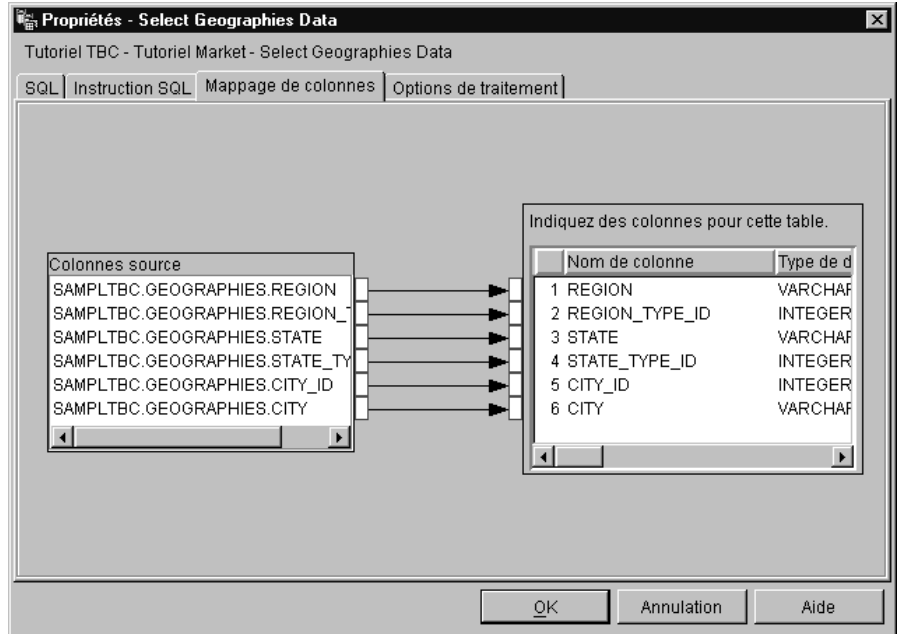 Propriétés - Select Geographies Data
Tutoriel TBC - Tutoriel Market - Select Geographies Data
SQL Instruction SQL Mappage de colonnes Options de traitement
Indiquez des colonnes pour cette table.
Colonnes source
SAMPLTBC.GEOGRAPHIES.REGION
SAMPLTBC.GEOGRAPHIES.REGION_T
SAMPLTBC.GEOGRAPHIES.STATE
SAMPLTBC.GEOGRAPHIES.STATE_TY
SAMPLTBC.GEOGRAPHIES.CITY_ID
SAMPLTBC.GEOGRAPHIES.CITY
Nom de colonne Type de d
1 REGION VARCHAR
2 REGION_TYPE_ID INTEGER
3 STATE VARCHAR
4 STATE_TYPE_ID INTEGER
5 CITY_ID INTEGER
6 CITY VARCHAR
OK Annulation Aide